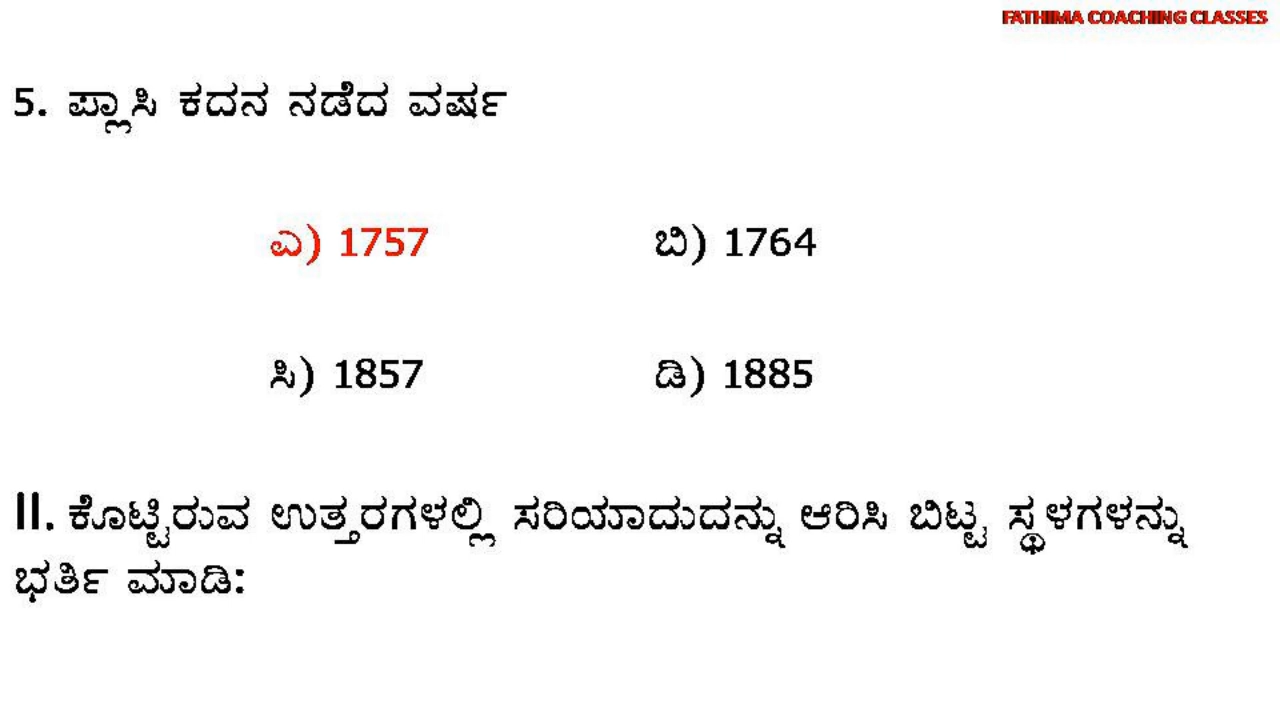 FATHIMA COACHING CLASSES
5. ಪ್ಲಾಸಿ ಕದನ ನಡೆದ ವರ್ಷ
ಎ) 1757 ಬಿ) 1764
ಸಿ) 1857 ಡಿ) 1885
II. ಕೊಟ್ಟಿರುವ ಉತ್ತರಗಳಲ್ಲಿ ಸರಿಯಾದುದನ್ನು ಆರಿಸಿ ಬಿಟ್ಟ ಸ್ಥಳಗಳನ್ನು
ಭರ್ತಿ ಮಾಡಿ: